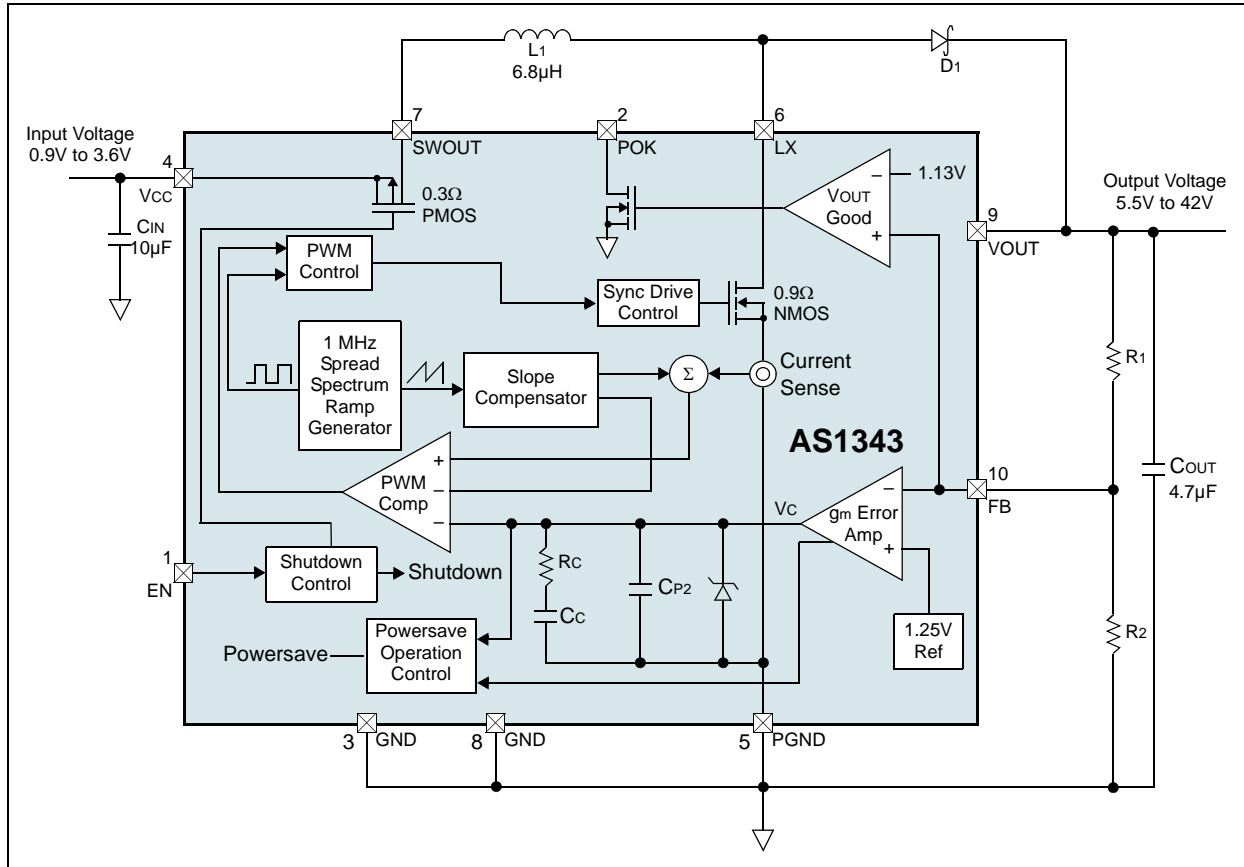 L1
6.8µH
D1
7
SWOUT
2
POK
6
LX
Input Voltage
0.9V to 3.6V
4
VCC
CIN
10µF
0.3Ω
PMOS
VOUT
Good
−
+
1.13V
Output Voltage
5.5V to 42V
9
VOUT
PWM
Control
Sync Drive
Control
0.9Ω
NMOS
1 MHz
Spread
Spectrum
Ramp
Generator
Slope
Compensator
Σ
Current
Sense
R1
AS1343
COUT
4.7µF
PWM
Comp
+
−
−
VC
gm Error
Amp
−
+
10
FB
1
EN
Shutdown
Control
Shutdown
RC
CC
CP2
1.25V
Ref
R2
Powersave
Powersave
Operation
Control
3
GND
8
GND
5
PGND